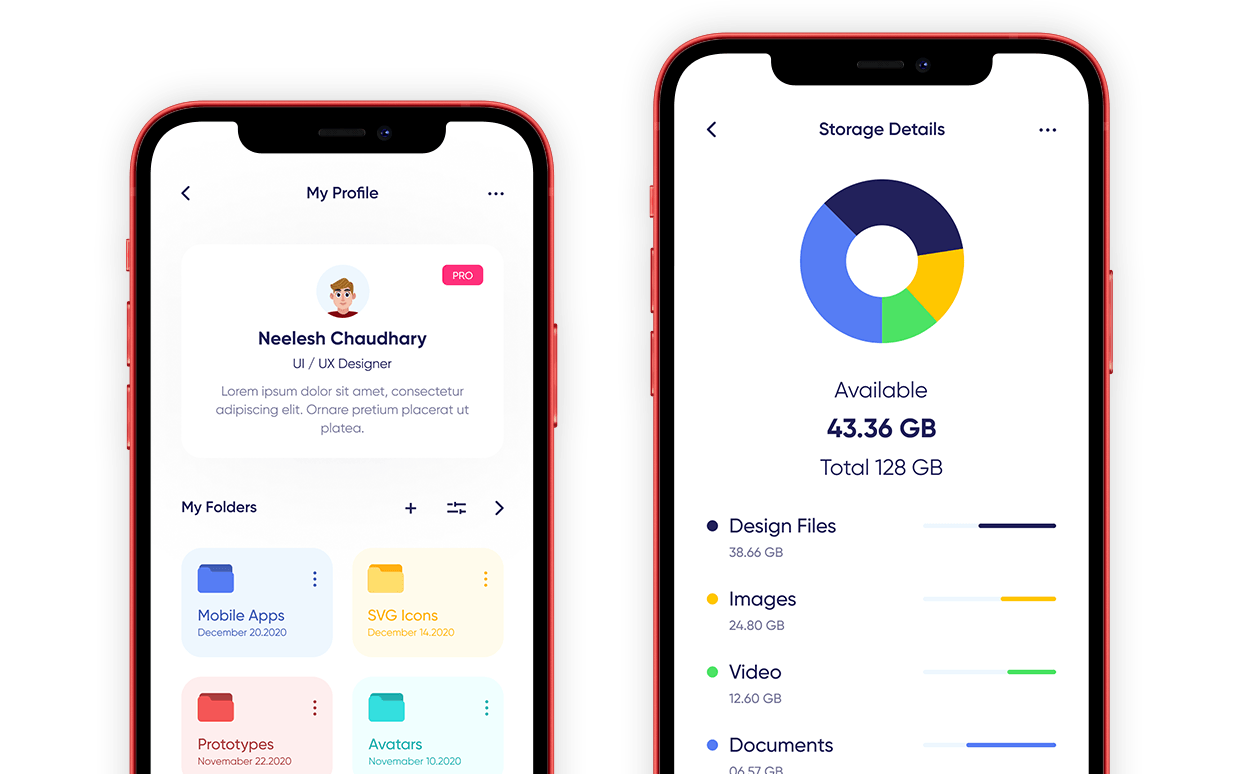 My Profile
PRO
Neelesh Chaudhary
UI / UX Designer
Lorem ipsum dolor sit amet, consectetur
adipiscing elit. Ornare pretium placerat ut
platea.
My Folders
Mobile Apps
December 20.2020
SVG Icons
December 14.2020
Prototypes
Novemaber 22.2020
Avatars
Novemaber 10.2020
Storage Details
Available
43.36 GB
Total 128 GB
Design Files
38.66 GB
Images
24.80 GB
Video
12.60 GB
Documents
06.57 GB